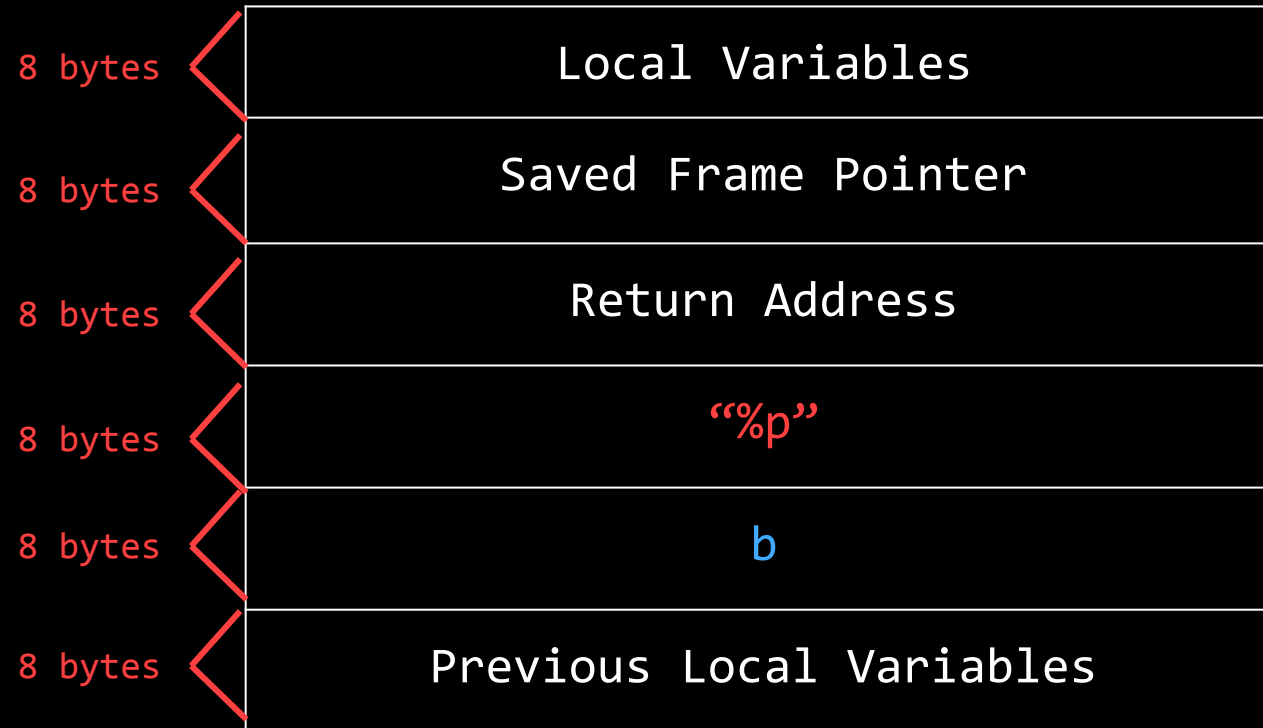 8 bytes Local Variables
8 bytes Saved Frame Pointer
8 bytes Return Address
8 bytes “%p”
8 bytes b
8 bytes Previous Local Variables